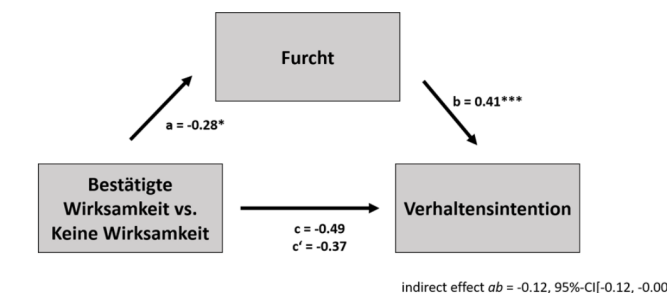 Furcht
a = -0.28*
b = 0.41***
Bestätigte
Wirksamkeit vs.
Keine Wirksamkeit
c = -0.49
c‘ = -0.37
Verhaltensintention
indirect effect ab = -0.12, 95%-CI[-0.12, -0.00